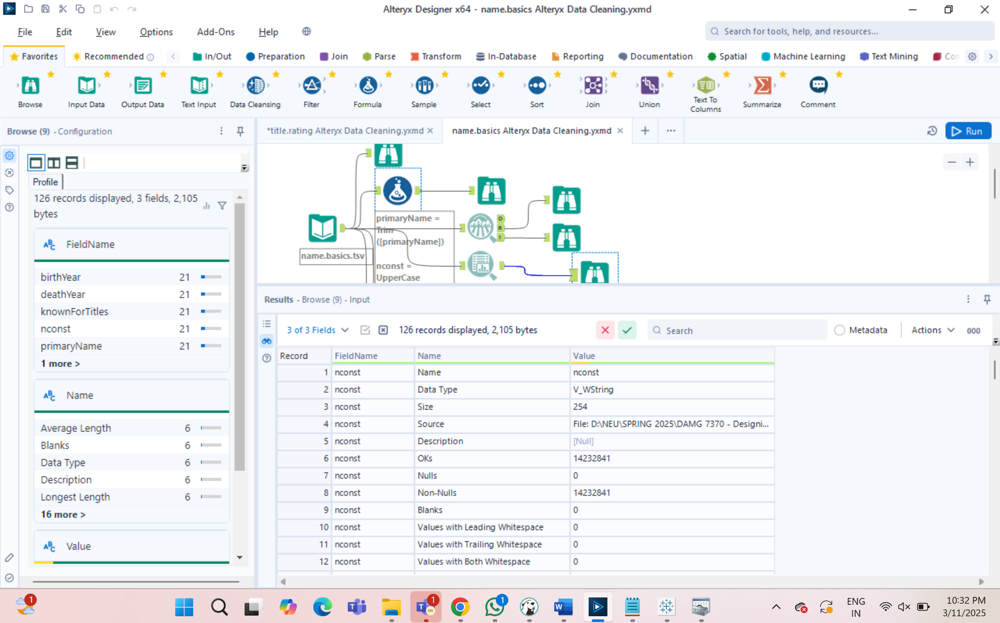 Alteryx Designer x64 - name.basics Alteryx Data Cleaning.yxmd
File Edit View Options Add-Ons Help
Search for tools, help, and resources...
Favorites Recommended In/Out Preparation Join Parse Transform In-Database Reporting Documentation Spatial Machine Learning Text Mining Con
Browse Input Data Output Data Text Input Data Cleansing Filter Formula Sample Select Sort Join Union Text To Columns Summarize Comment
Browse (9) - Configuration
*title.rating Alteryx Data Cleaning.yxmd
name.basics Alteryx Data Cleaning.yxmd
Run
Profile
126 records displayed, 3 fields, 2,105
bytes
ABC FieldName
birthYear 21
deathYear 21
knownForTitles 21
nconst 21
primaryName 21
1 more >
ABC Name
Average Length 6
Blanks 6
Data Type 6
Description 6
Longest Length 6
16 more >
ABC Value
name.basics.tsv
primaryName =
Trim
([primaryName])
nconst =
UpperCase
O
R
I
Results - Browse (9) - Input
3 of 3 Fields 126 records displayed, 2,105 bytes Search Metadata Actions 000
Record FieldName Name Value
1 nconst Name nconst
2 nconst Data Type V_WString
3 nconst Size 254
4 nconst Source File: D:\NEU\SPRING 2025\DAMG 7370 - Designi...
5 nconst Description [Null]
6 nconst OKs 14232841
7 nconst Nulls 0
8 nconst Non-Nulls 14232841
9 nconst Blanks 0
10 nconst Values with Leading Whitespace 0
11 nconst Values with Trailing Whitespace 0
12 nconst Values with Both Whitespace 0
1
1
DR
1
ENG
IN
10:32 PM
3/11/2025